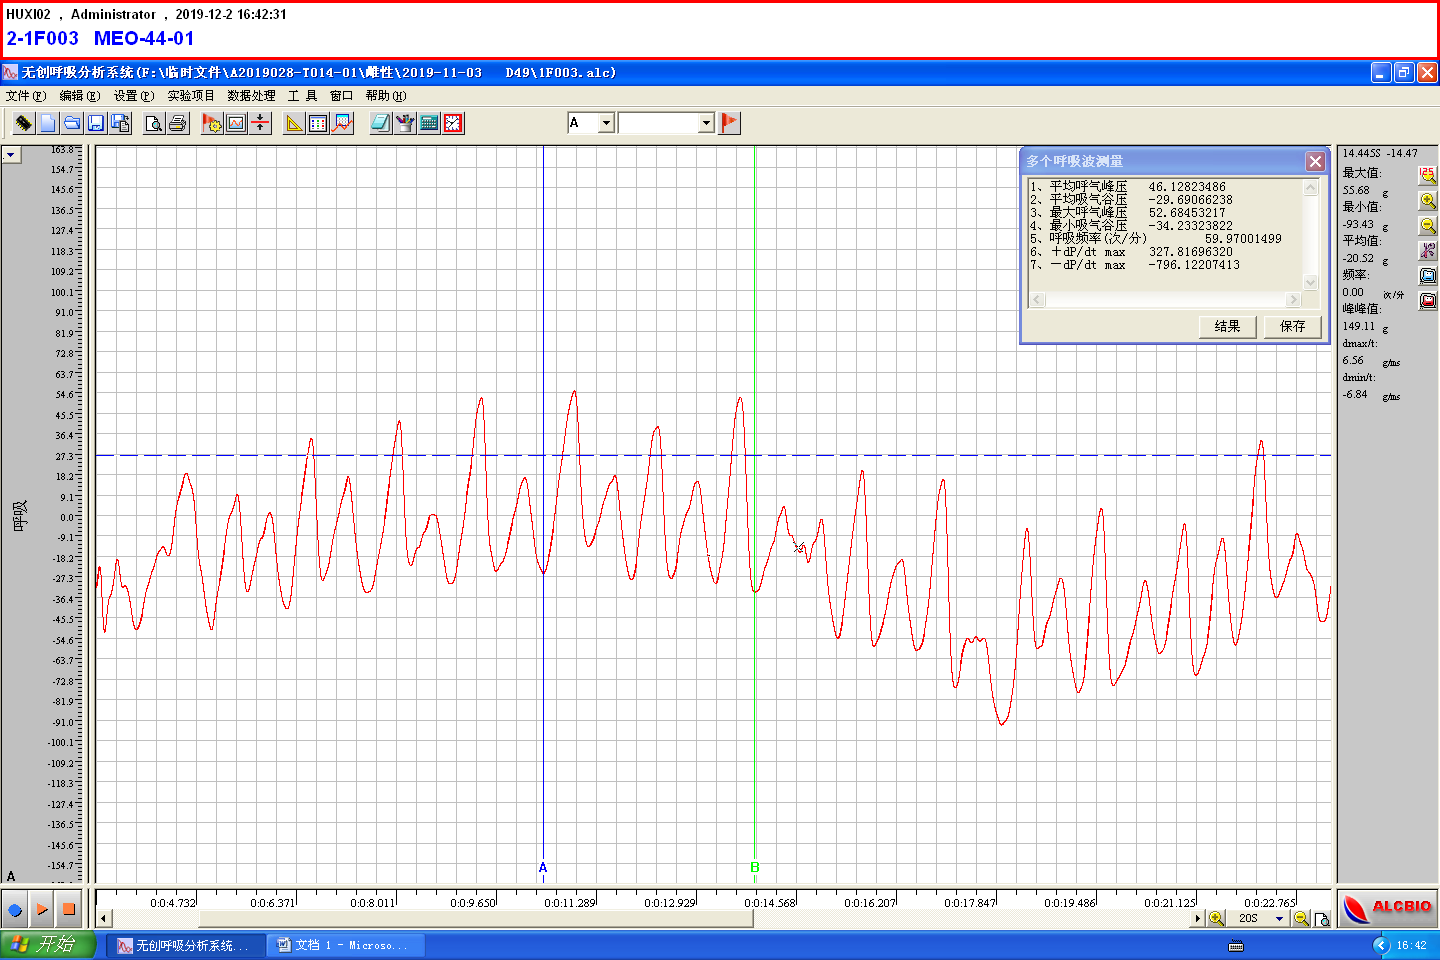 HUXI02 , Administrator , 2019-12-2 16:42:31
2-1F003 MEO-44-01
无创呼吸分析系统(F:\临时文件\A2019028-T014-01\雌性\2019-11-03 D49\1F003.alc)
文件(F) 编辑(E) 设置(P) 实验项目 数据处理 工具 窗口 帮助(H)
A
163.8
154.7
145.6
136.5
127.4
118.3
109.2
100.1
91.0
81.9
72.8
63.7
54.6
45.5
36.4
27.3
18.2
9.1
0.0
-9.1
-18.2
-27.3
-36.4
-45.5
-54.6
-63.7
-72.8
-81.9
-91.0
-100.1
-109.2
-118.3
-127.4
-136.5
-145.6
-154.7
呼吸
A
A
B
多个呼吸波测量
1、平均呼气峰压 46.12823486
2、平均吸气谷压 -29.69066238
3、最大呼气峰压 52.68453217
4、最小吸气谷压 -34.23323822
5、呼吸频率(次/分) 59.97001499
6、+dP/dt max 327.81696320
7、-dP/dt max -796.12207413
结果 保存
14.445S -14.47
最大值:
55.68 g
最小值:
-93.43 g
平均值:
-20.52 g
频率:
0.00 次/分
峰峰值:
149.11 g
dmax/t:
6.56 g/ms
dmin/t:
-6.84 g/ms
125
0:0:4.732 0:0:6.371 0:0:8.011 0:0:9.650 0:0:11.289 0:0:12.929 0:0:14.568 0:0:16.207 0:0:17.847 0:0:19.486 0:0:21.125 0:0:22.765
20S
ALCBIO
开始 无创呼吸分析系统... 文档 1 - Microso... 16:42